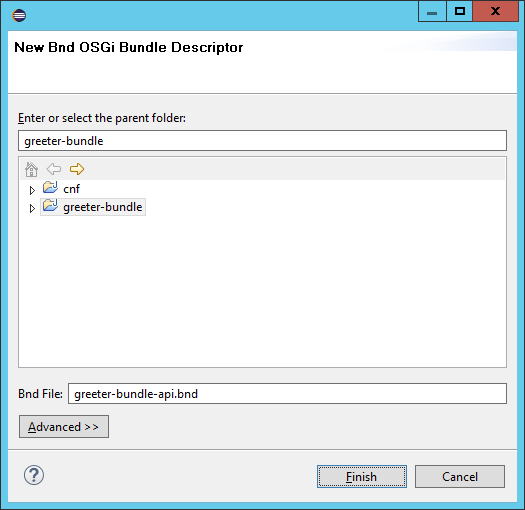 New Bnd OSGi Bundle Descriptor
Enter or select the parent folder:
greeter-bundle
cnf
greeter-bundle
Bnd File: greeter-bundle-api.bnd
Advanced >>
Finish Cancel